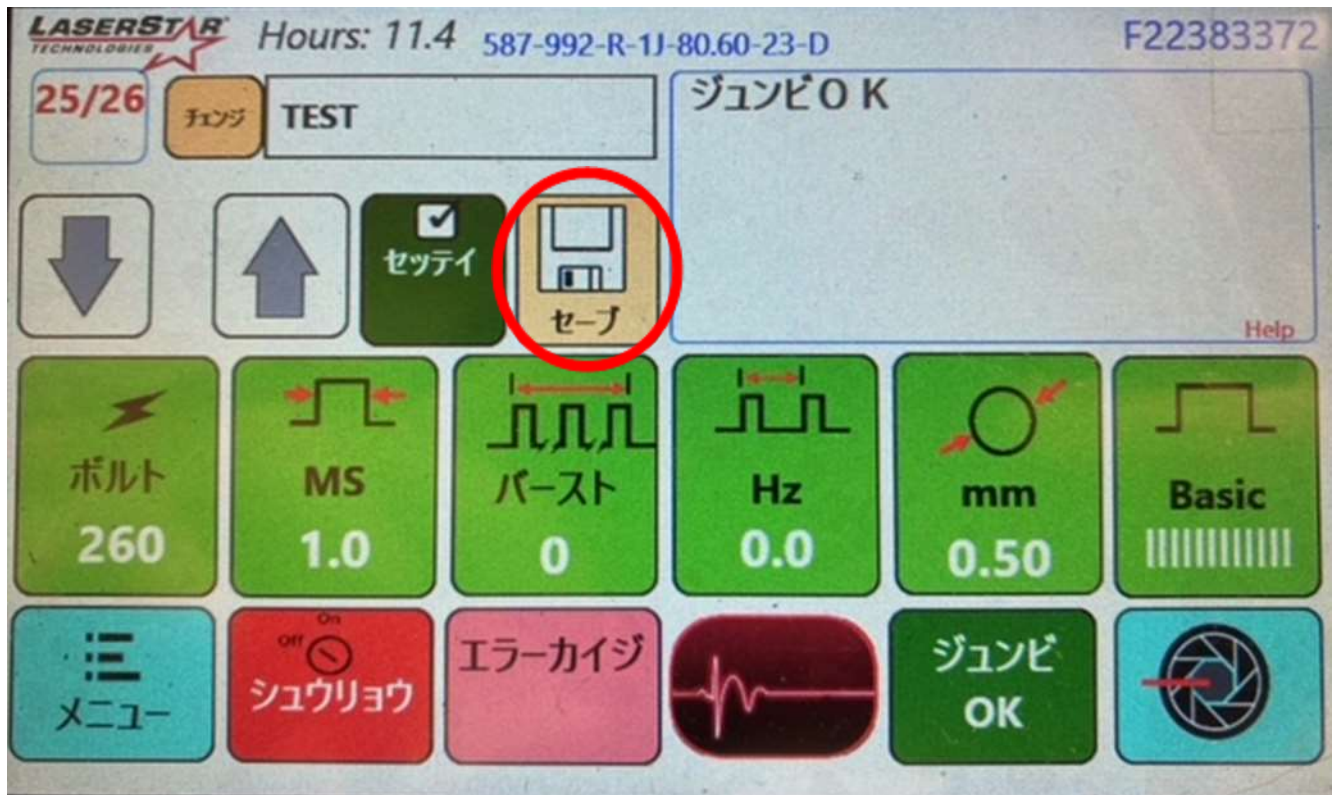 LASERSTAR
TECHNOLOGIES
Hours: 11.4
587-992-R-1J-80.60-23-D
F22383372
25/26
チェンジ
TEST
ジュンビOK
セッテイ
セーブ
Help
ボルト
260
MS
1.0
バースト
0
Hz
0.0
mm
0.50
Basic
メニュー
On
Off
シュウリョウ
エラーカイジ
ジュンビ
OK